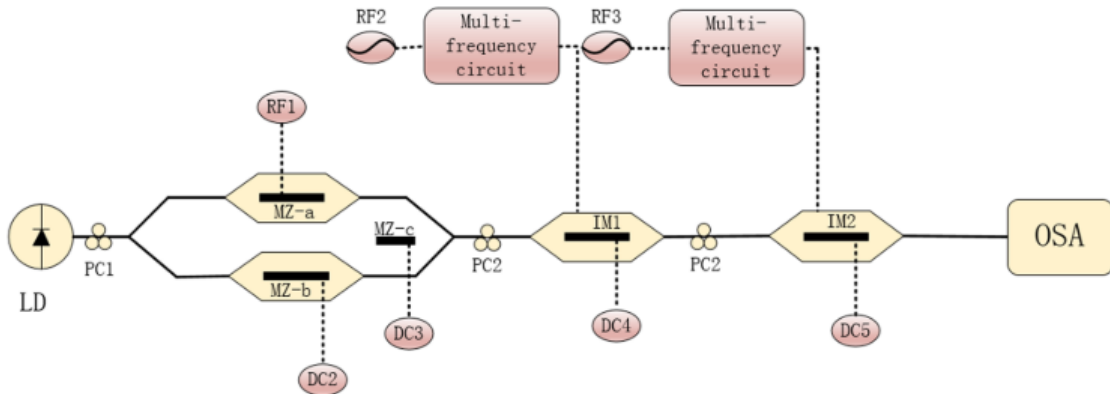 RF2
Multi-
frequency
circuit
RF3
Multi-
frequency
circuit
RF1
MZ-a
MZ-c
IM1
IM2
OSA
PC1
PC2
PC2
LD
MZ-b
DC3
DC4
DC5
DC2